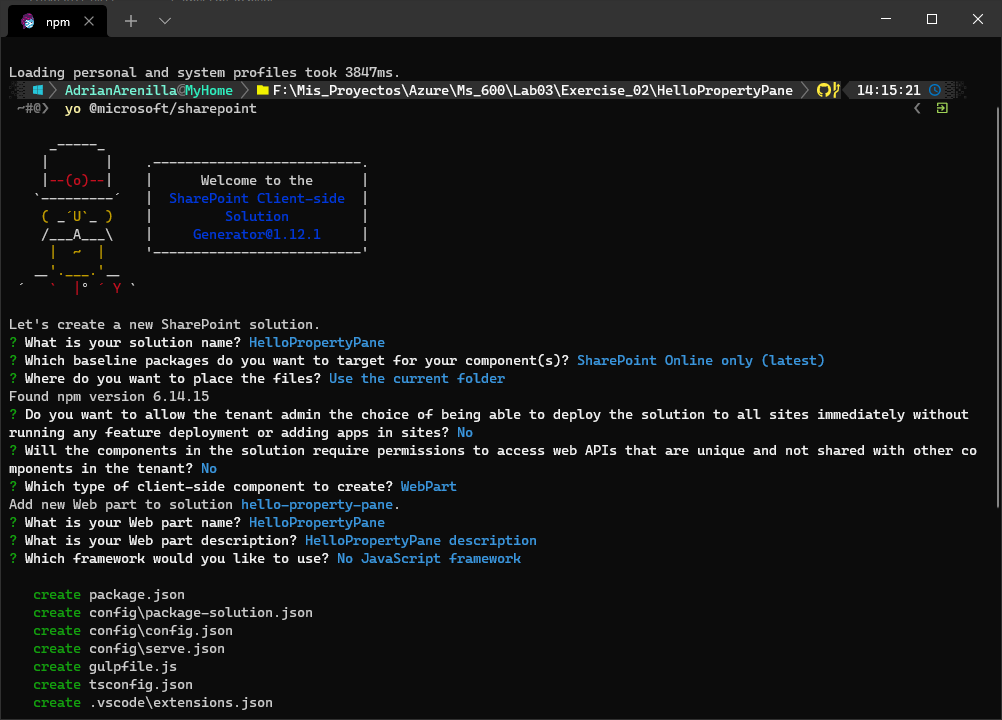 npm
Loading personal and system profiles took 3847ms.
AdrianArenilla@MyHome F:\Mis_Proyectos\Azure\Ms_600\Lab03\Exercise_02\HelloPropertyPane 14:15:21
~#@❯ yo @microsoft/sharepoint
     _-----_
    |       |    .--------------------------.
    |--(o)--|    |      Welcome to the      |
   `---------´   |  SharePoint Client-side  |
    ( _´U`_ )    |         Solution         |
    /___A___\    |     Generator@1.12.1     |
     |  ~  |     '--------------------------'
   __'.___.'__
 ´   `  |° ´ Y `
Let's create a new SharePoint solution.
? What is your solution name? HelloPropertyPane
? Which baseline packages do you want to target for your component(s)? SharePoint Online only (latest)
? Where do you want to place the files? Use the current folder
Found npm version 6.14.15
? Do you want to allow the tenant admin the choice of being able to deploy the solution to all sites immediately without
running any feature deployment or adding apps in sites? No
? Will the components in the solution require permissions to access web APIs that are unique and not shared with other co
mponents in the tenant? No
? Which type of client-side component to create? WebPart
Add new Web part to solution hello-property-pane.
? What is your Web part name? HelloPropertyPane
? What is your Web part description? HelloPropertyPane description
? Which framework would you like to use? No JavaScript framework
create package.json
create config\package-solution.json
create config\config.json
create config\serve.json
create gulpfile.js
create tsconfig.json
create .vscode\extensions.json